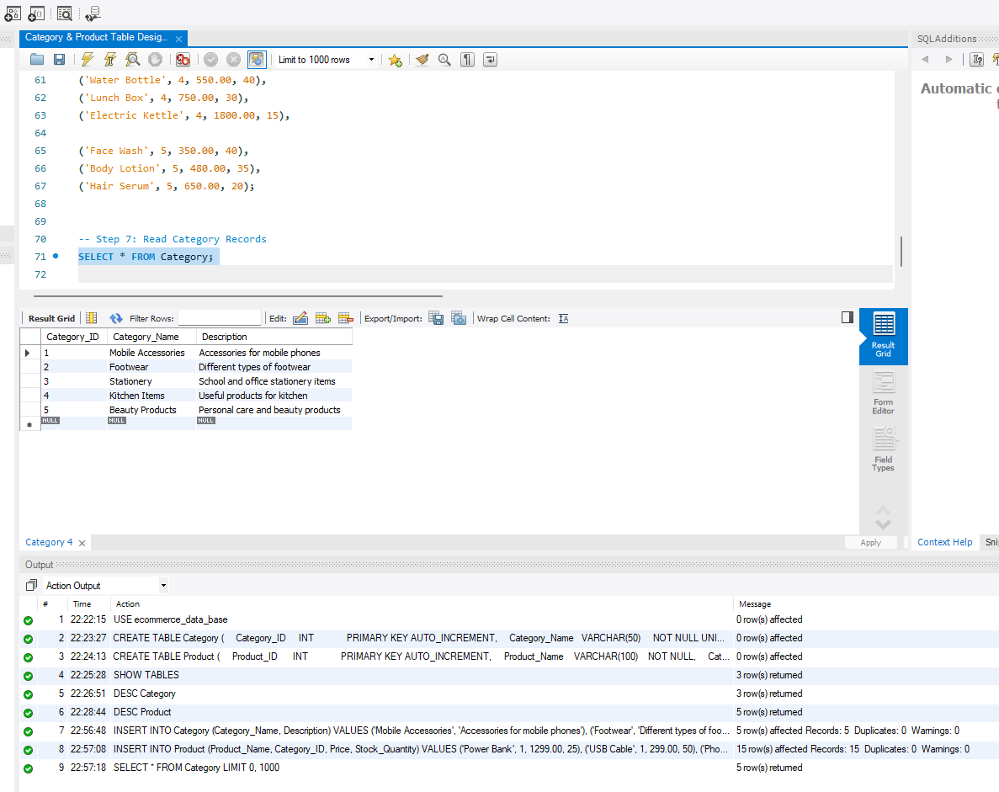 Category & Product Table Desig...
SQLAdditions
Limit to 1000 rows
Automatic
61 ('Water Bottle', 4, 550.00, 40),
62 ('Lunch Box', 4, 750.00, 30),
63 ('Electric Kettle', 4, 1800.00, 15),
64
65 ('Face Wash', 5, 350.00, 40),
66 ('Body Lotion', 5, 480.00, 35),
67 ('Hair Serum', 5, 650.00, 20);
68
69
70 -- Step 7: Read Category Records
71 SELECT * FROM Category;
72
Result Grid Filter Rows: Edit: Export/Import: Wrap Cell Content:
Category_ID Category_Name Description
1 Mobile Accessories Accessories for mobile phones
2 Footwear Different types of footwear
3 Stationery School and office stationery items
4 Kitchen Items Useful products for kitchen
5 Beauty Products Personal care and beauty products
NULL NULL NULL
Result
Grid
Form
Editor
Field
Types
Category 4
Apply
Context Help
Output
Action Output
# Time Action Message
1 22:22:15 USE ecommerce_data_base 0 row(s) affected
2 22:23:27 CREATE TABLE Category ( Category_ID INT PRIMARY KEY AUTO_INCREMENT, Category_Name VARCHAR(50) NOT NULL UNI... 0 row(s) affected
3 22:24:13 CREATE TABLE Product ( Product_ID INT PRIMARY KEY AUTO_INCREMENT, Product_Name VARCHAR(100) NOT NULL, Cat... 0 row(s) affected
4 22:25:28 SHOW TABLES 3 row(s) returned
5 22:26:51 DESC Category 3 row(s) returned
6 22:28:44 DESC Product 5 row(s) returned
7 22:56:48 INSERT INTO Category (Category_Name, Description) VALUES ('Mobile Accessories', 'Accessories for mobile phones'), ('Footwear', 'Different types of foo... 5 row(s) affected Records: 5 Duplicates: 0 Warnings: 0
8 22:57:08 INSERT INTO Product (Product_Name, Category_ID, Price, Stock_Quantity) VALUES ('Power Bank', 1, 1299.00, 25), ('USB Cable', 1, 299.00, 50), ('Pho... 15 row(s) affected Records: 15 Duplicates: 0 Warnings: 0
9 22:57:18 SELECT * FROM Category LIMIT 0, 1000 5 row(s) returned